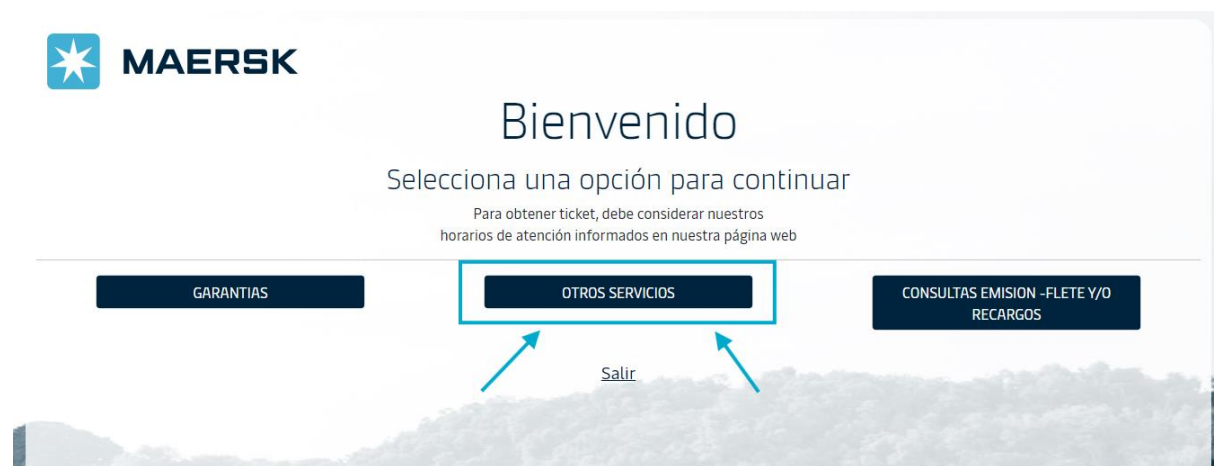 MAERSK
Bienvenido
Selecciona una opción para continuar
Para obtener ticket, debe considerar nuestros
horarios de atención informados en nuestra página web
GARANTIAS
OTROS SERVICIOS
CONSULTAS EMISION -FLETE Y/O
RECARGOS
Salir